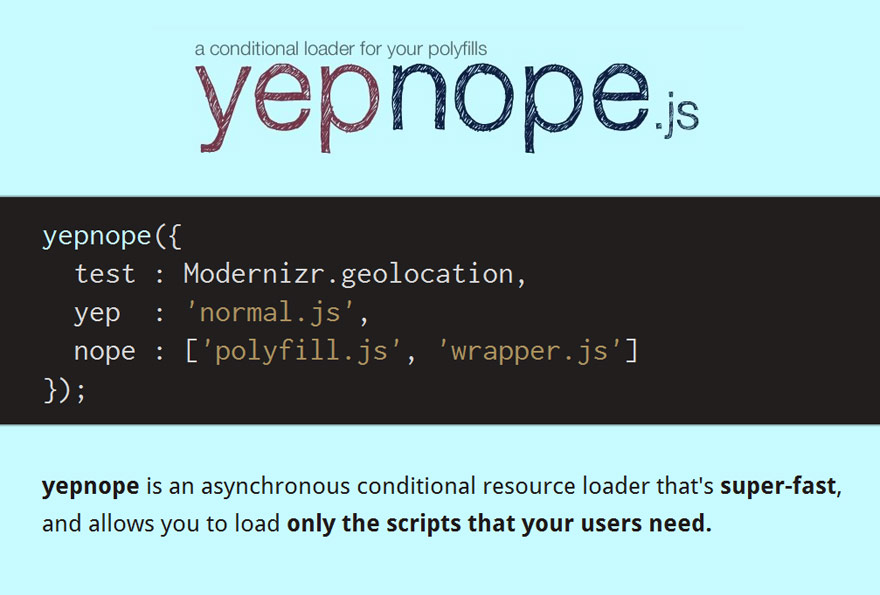 a conditional loader for your polyfills
yepnope.js
yepnope({
  test : Modernizr.geolocation,
  yep  : 'normal.js',
  nope : ['polyfill.js', 'wrapper.js']
});
yepnope is an asynchronous conditional resource loader that's super-fast,
and allows you to load only the scripts that your users need.